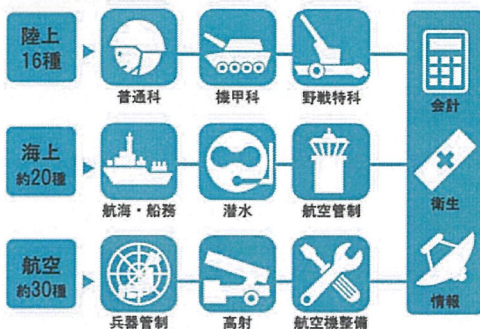 陸上
16種
普通科
機甲科
野戦特科
会計
海上
約20種
航海・船務
潜水
航空管制
衛生
航空
約30種
兵器管制
高射
航空機整備
情報